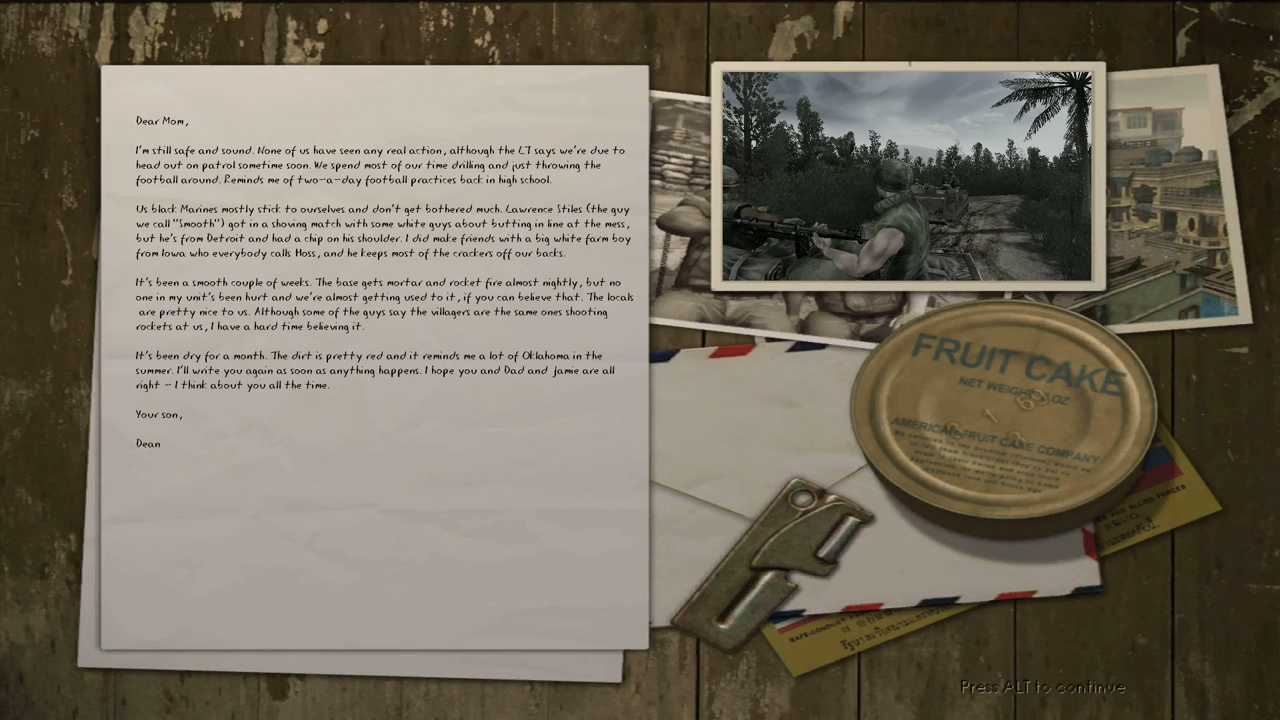 Dear Mom,
I'm still safe and sound. None of us have seen any real action, although the LT says we're due to
head out on patrol sometime soon. We spend most of our time drilling and just throwing the
football around. Reminds me of two-a-day football practices back in high school.
Us black Marines mostly stick to ourselves and don't get bothered much. Lawrence Stiles (the guy
we call "Smooth") got in a shoving match with some white guys about butting in line at the mess,
but he's from Detroit and had a chip on his shoulder. I did make friends with a big white farm boy
from Iowa who everybody calls Hoss, and he keeps most of the crackers off our backs.
It's been a smooth couple of weeks. The base gets mortar and rocket fire almost nightly, but no
one in my unit's been hurt and we're almost getting used to it, if you can believe that. The locals
are pretty nice to us. Although some of the guys say the villagers are the same ones shooting
rockets at us, I have a hard time believing it.
It's been dry for a month. The dirt is pretty red and it reminds me a lot of Oklahoma in the
summer. I'll write you again as soon as anything happens. I hope you and Dad and Jamie are all
right - I think about you all the time.
Your son,
Dean
FRUIT CAKE
NET WEIGHT OZ
AMERICAN FRUIT CAKE COMPANY
AND ALLIED FORCES
Press ALT to continue